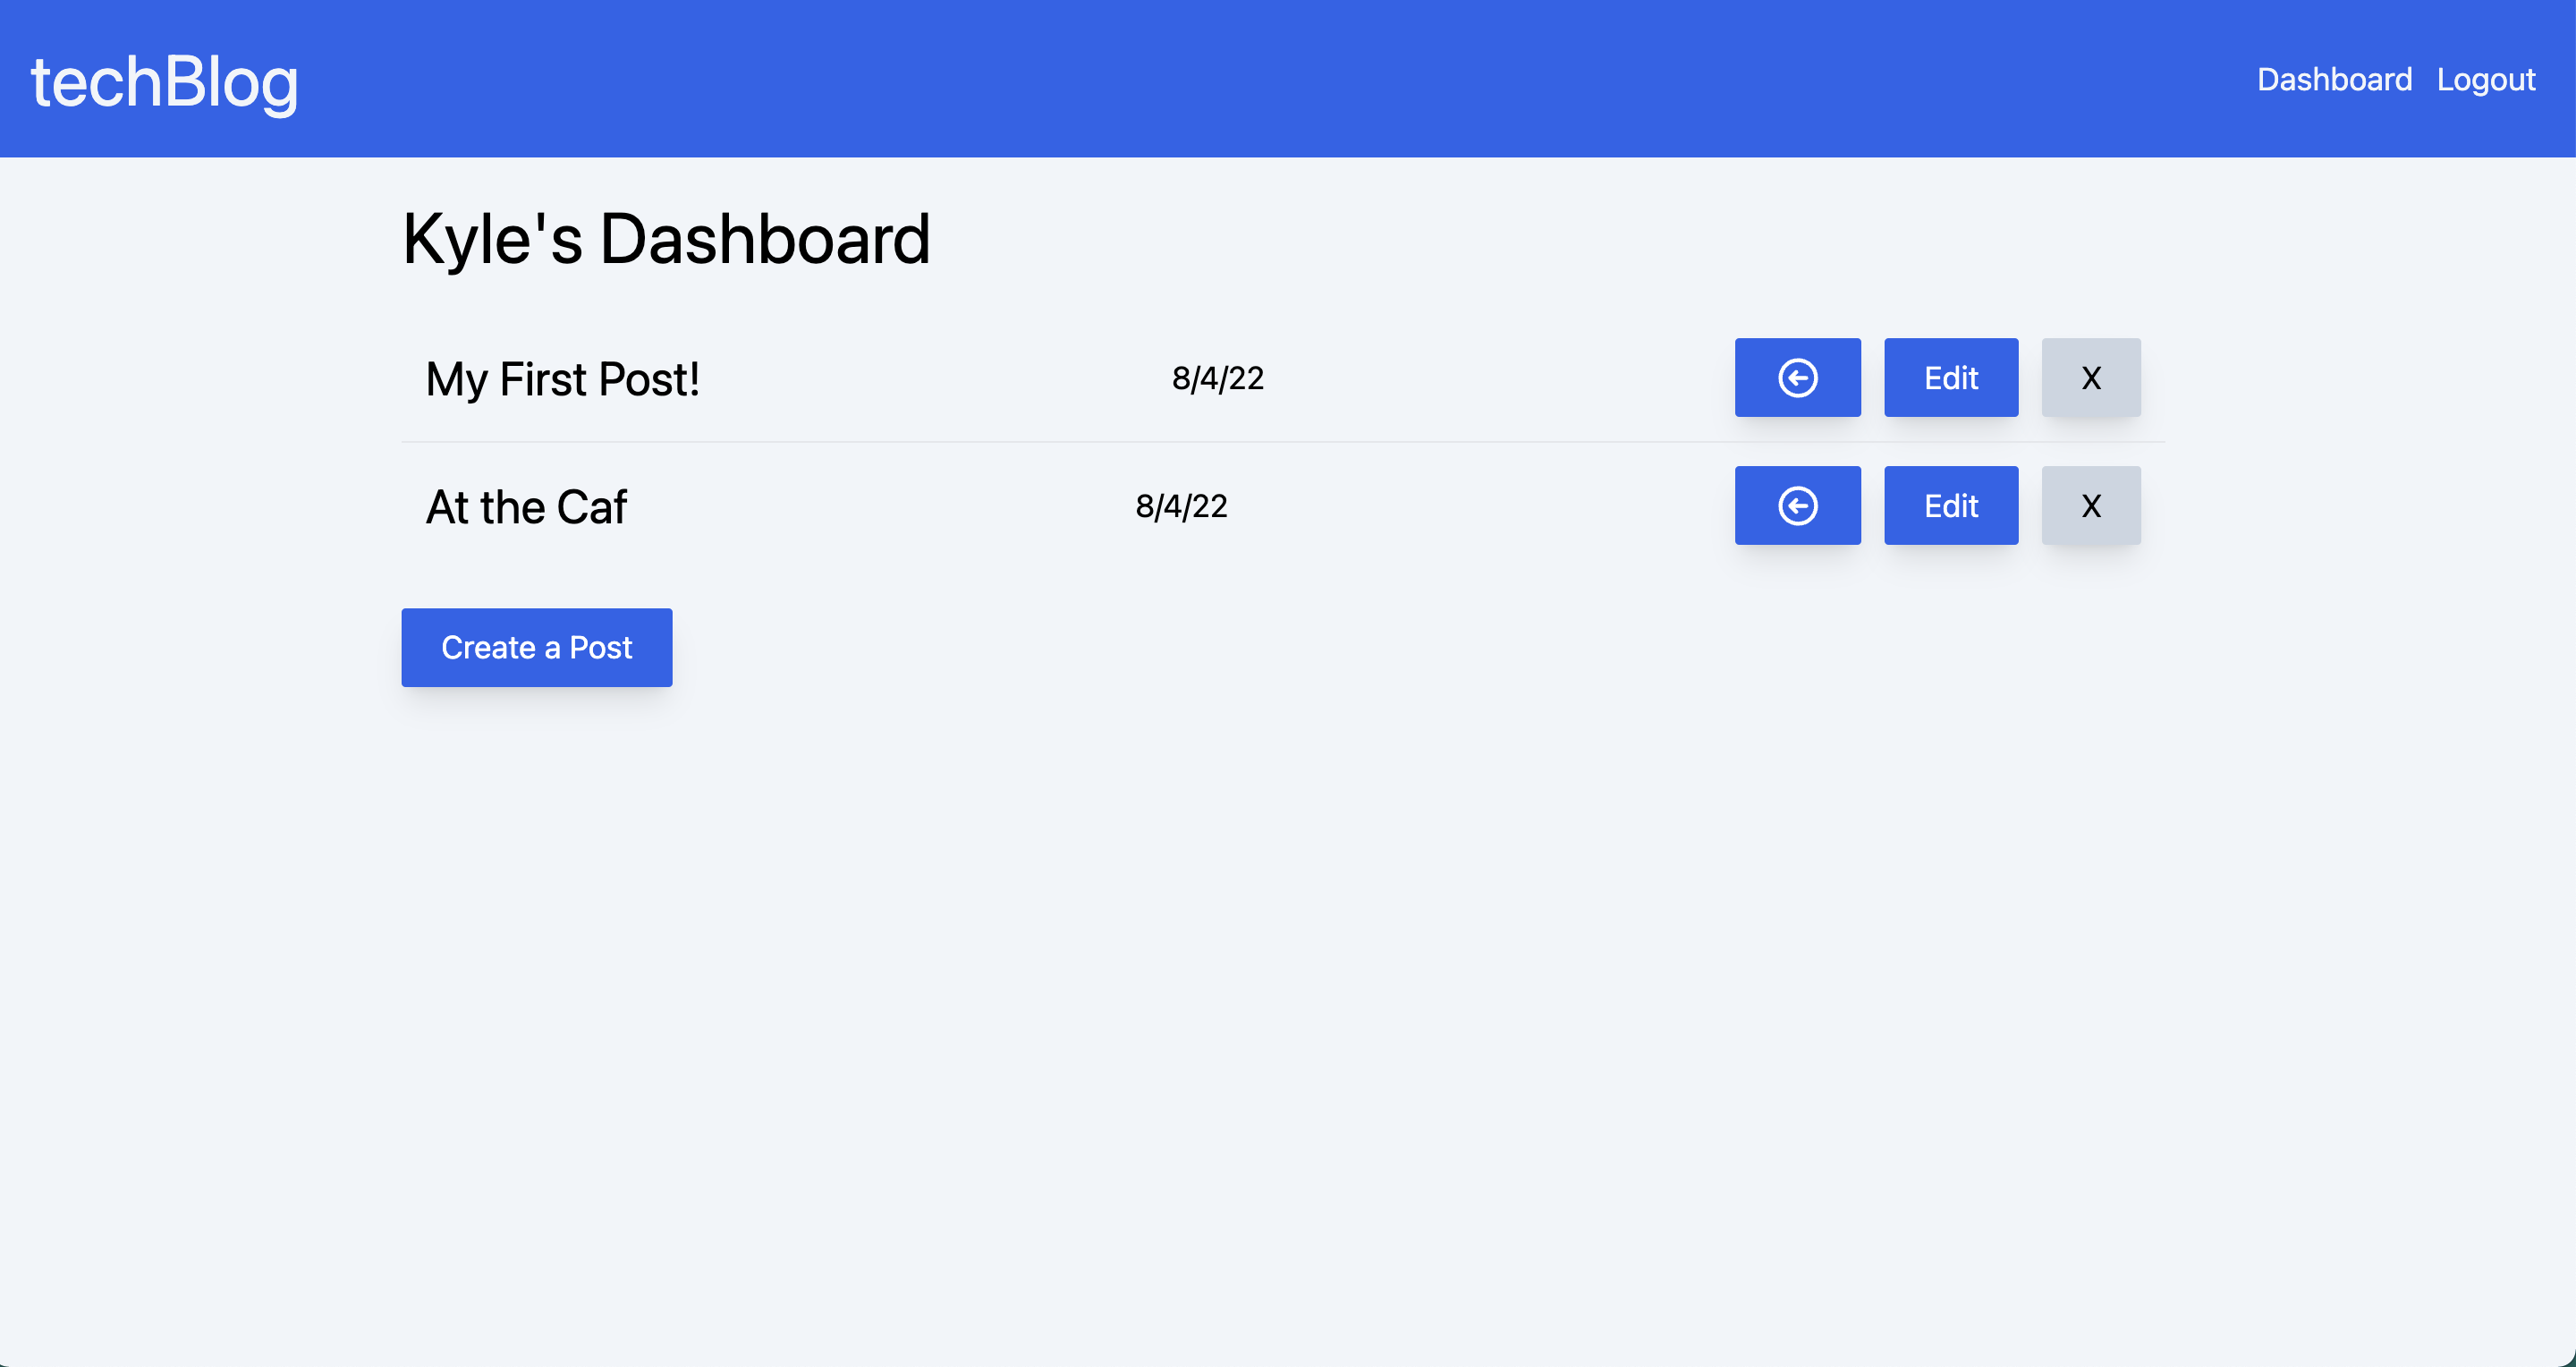 techBlog Dashboard Logout
Kyle's Dashboard
My First Post! 8/4/22 Edit X
At the Caf 8/4/22 Edit X
Create a Post